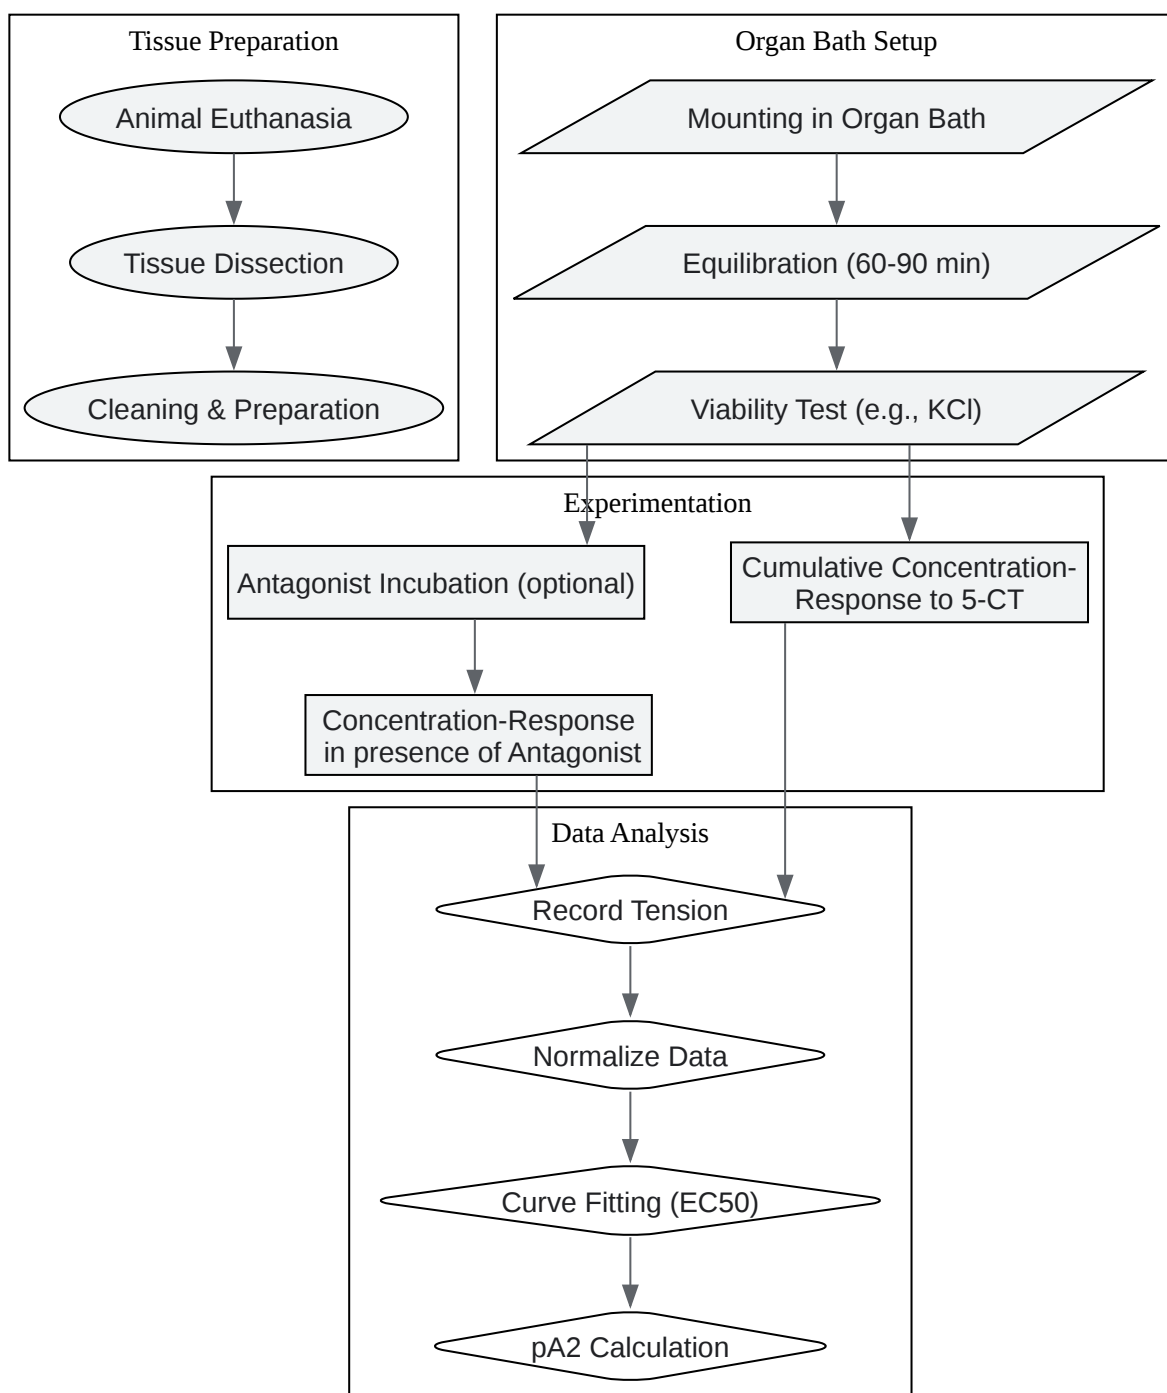 Tissue Preparation
Animal Euthanasia
Tissue Dissection
Cleaning & Preparation
Organ Bath Setup
Mounting in Organ Bath
Equilibration (60-90 min)
Viability Test (e.g., KCl)
Experimentation
Antagonist Incubation (optional)
Cumulative Concentration-
Response to 5-CT
Concentration-Response
in presence of Antagonist
Data Analysis
Record Tension
Normalize Data
Curve Fitting (EC50)
pA2 Calculation